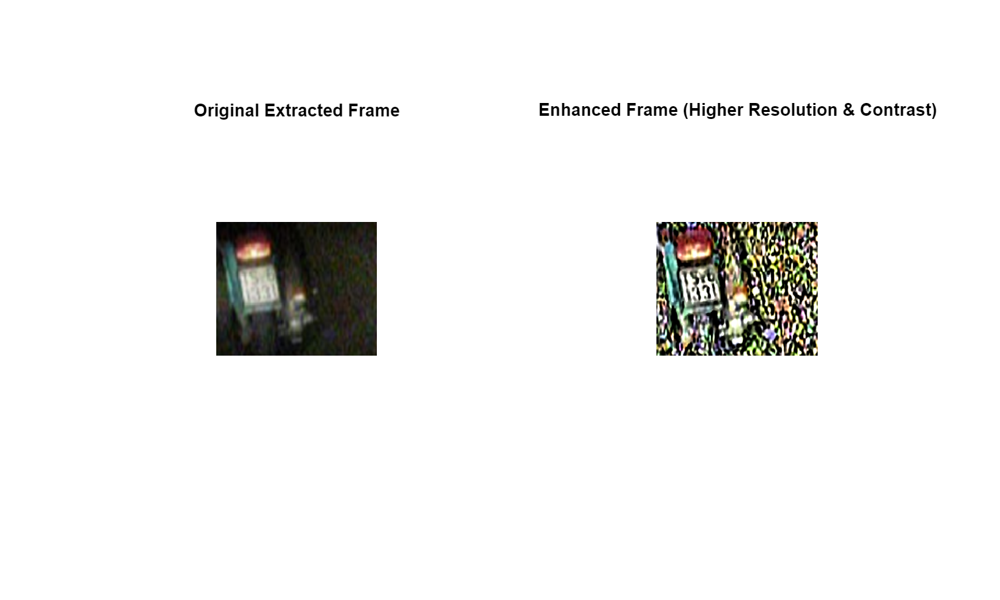 Original Extracted Frame
Enhanced Frame (Higher Resolution & Contrast)